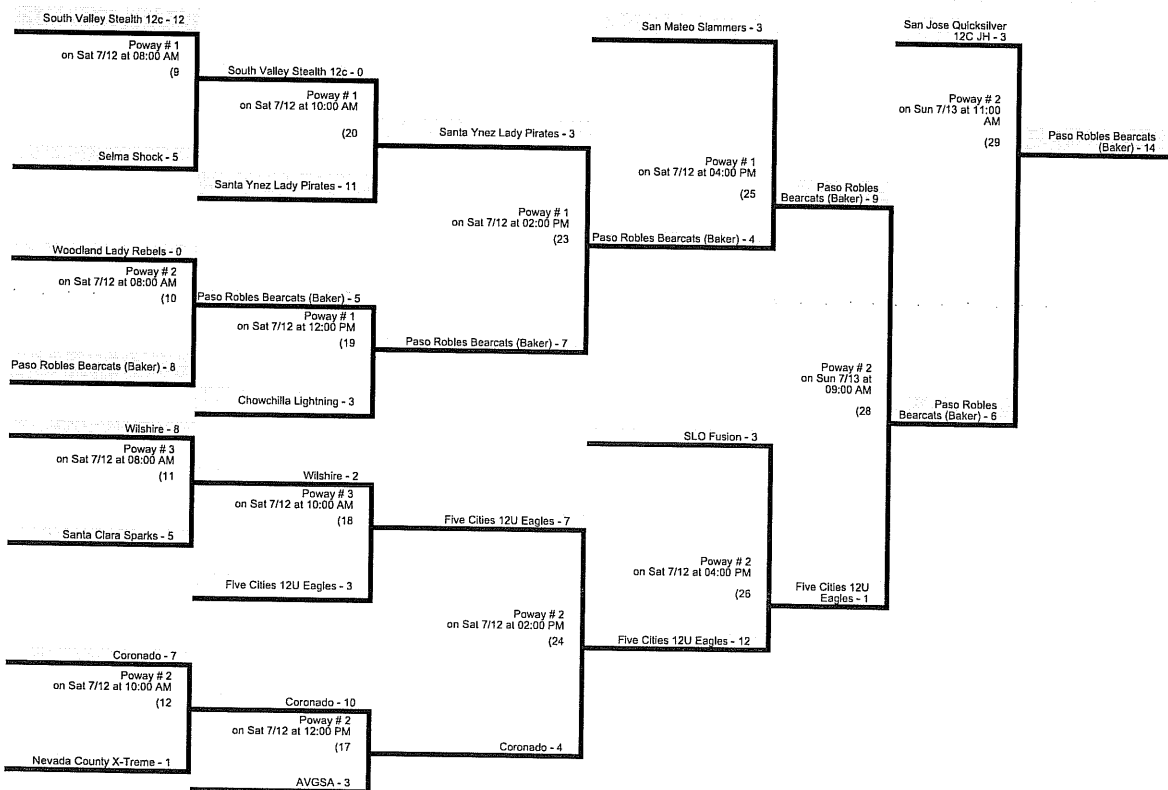 South Valley Stealth 12c - 12
Poway # 1
on Sat 7/12 at 08:00 AM
(9
Selma Shock - 5
Woodland Lady Rebels - 0
Poway # 2
on Sat 7/12 at 08:00 AM
(10
Paso Robles Bearcats (Baker) - 8
Wilshire - 8
Poway # 3
on Sat 7/12 at 08:00 AM
(11
Santa Clara Sparks - 5
Coronado - 7
Poway # 2
on Sat 7/12 at 10:00 AM
(12
Nevada County X-Treme - 1
South Valley Stealth 12c - 0
Poway # 1
on Sat 7/12 at 10:00 AM
(20
Santa Ynez Lady Pirates - 11
Paso Robles Bearcats (Baker) - 5
Poway # 1
on Sat 7/12 at 12:00 PM
(19
Chowchilla Lightning - 3
Wilshire - 2
Poway # 3
on Sat 7/12 at 10:00 AM
(18
Five Cities 12U Eagles - 3
Coronado - 10
Poway # 2
on Sat 7/12 at 12:00 PM
(17
AVGSA - 3
Santa Ynez Lady Pirates - 3
Poway # 1
on Sat 7/12 at 02:00 PM
(23
Paso Robles Bearcats (Baker) - 7
Five Cities 12U Eagles - 7
Poway # 2
on Sat 7/12 at 02:00 PM
(24
Coronado - 4
San Mateo Slammers - 3
Poway # 1
on Sat 7/12 at 04:00 PM
(25
Paso Robles Bearcats (Baker) - 4
SLO Fusion - 3
Poway # 2
on Sat 7/12 at 04:00 PM
(26
Five Cities 12U Eagles - 12
Paso Robles
Bearcats (Baker) - 9
Poway # 2
on Sun 7/13 at
09:00 AM
(28
Five Cities 12U
Eagles - 1
San Jose Quicksilver
12C JH - 3
Poway # 2
on Sun 7/13 at 11:00
AM
(29
Paso Robles
Bearcats (Baker) - 6
Paso Robles Bearcats
(Baker) - 14